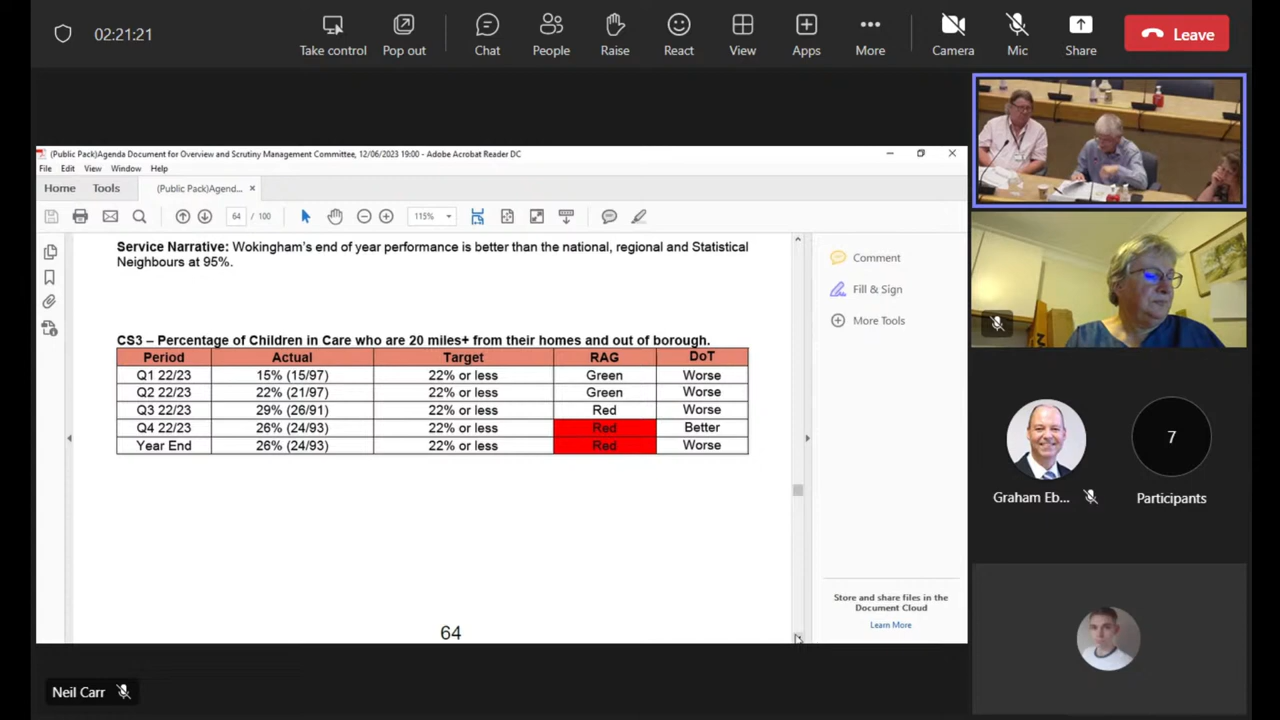 02:21:21
Take control
Pop out
Chat
People
Raise
React
View
Apps
More
Camera
Mic
Share
Leave
(Public Pack)Agenda Document for Overview and Scrutiny Management Committee, 12/06/2023 19:00 - Adobe Acrobat Reader DC
File Edit View Window Help
Home Tools (Public Pack)Agend... ×
64 / 100 115%
Service Narrative: Wokingham's end of year performance is better than the national, regional and Statistical
Neighbours at 95%.
CS3 – Percentage of Children in Care who are 20 miles+ from their homes and out of borough.
Period Actual Target RAG DoT
Q1 22/23 15% (15/97) 22% or less Green Worse
Q2 22/23 22% (21/97) 22% or less Green Worse
Q3 22/23 29% (26/91) 22% or less Red Worse
Q4 22/23 26% (24/93) 22% or less Red Better
Year End 26% (24/93) 22% or less Red Worse
64
Comment
Fill & Sign
More Tools
Store and share files in the
Document Cloud
Learn More
Graham Eb...
7
Participants
Neil Carr